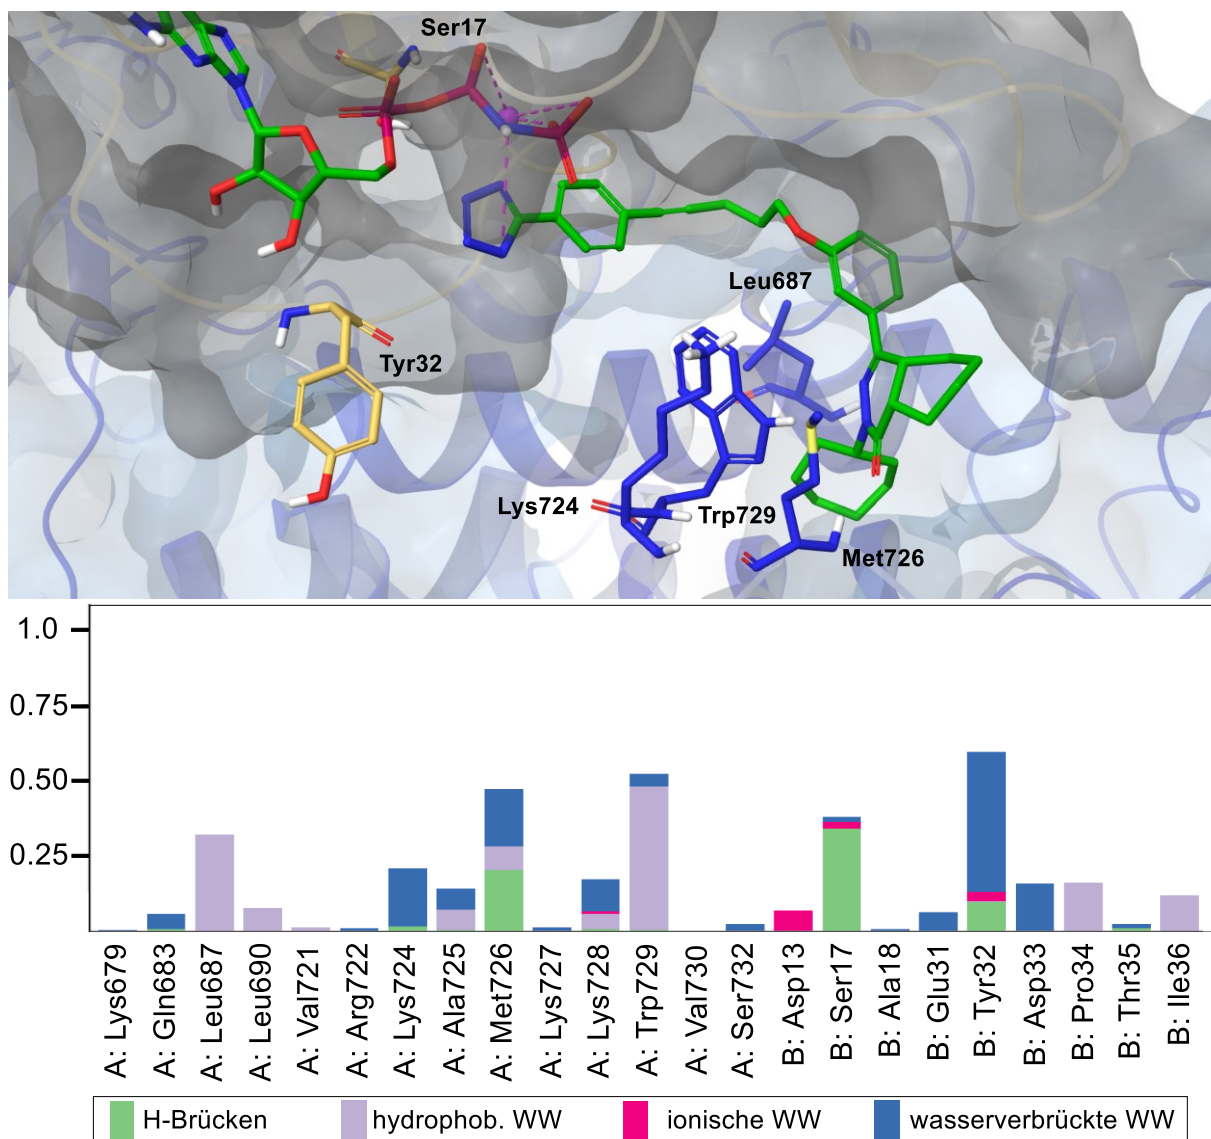 Ser17
Leu687
Tyr32
Lys724
Trp729
Met726
1.0
0.75
0.50
0.25
A: Lys679
A: Gln683
A: Leu687
A: Leu690
A: Val721
A: Arg722
A: Lys724
A: Ala725
A: Met726
A: Lys727
A: Lys728
A: Trp729
A: Val730
A: Ser732
B: Asp13
B: Ser17
B: Ala18
B: Glu31
B: Tyr32
B: Asp33
B: Pro34
B: Thr35
B: Ile36
H-Brücken hydrophob. WW ionische WW wasserverbrückte WW